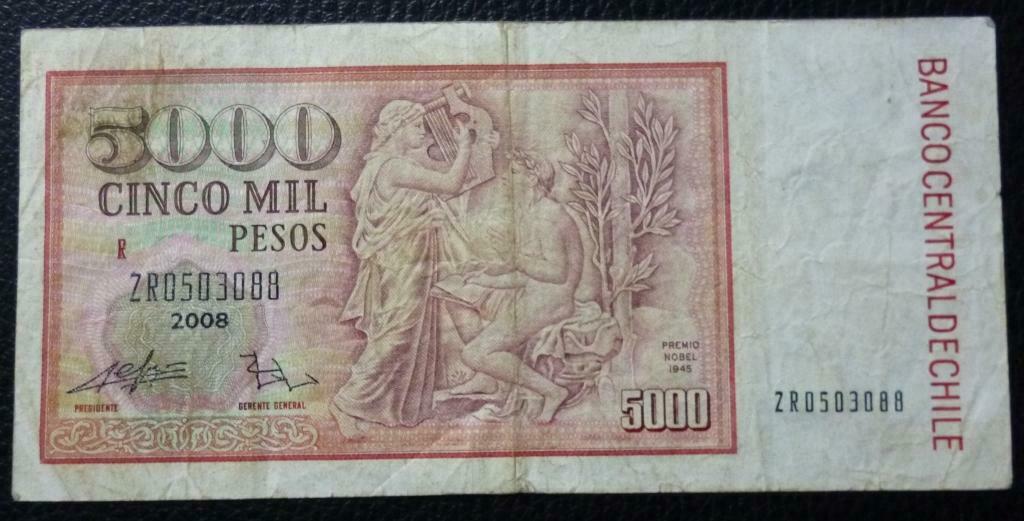 5000
CINCO MIL
PESOS
R
ZR0503088
2008
PRESIDENTE
GERENTE GENERAL
PREMIO
NOBEL
1945
5000
ZR0503088
BANCO CENTRAL DE CHILE